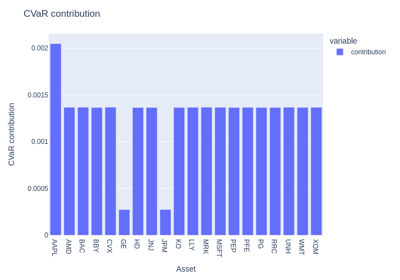 CVaR contribution
variable
contribution
0.002
0.0015
0.001
0.0005
0
CVaR contribution
AAPL
AMD
BAC
BBY
CVX
GE
HD
JNJ
JPM
KO
LLY
MRK
MSFT
PEP
PFE
PG
RRC
UNH
WMT
XOM
Asset